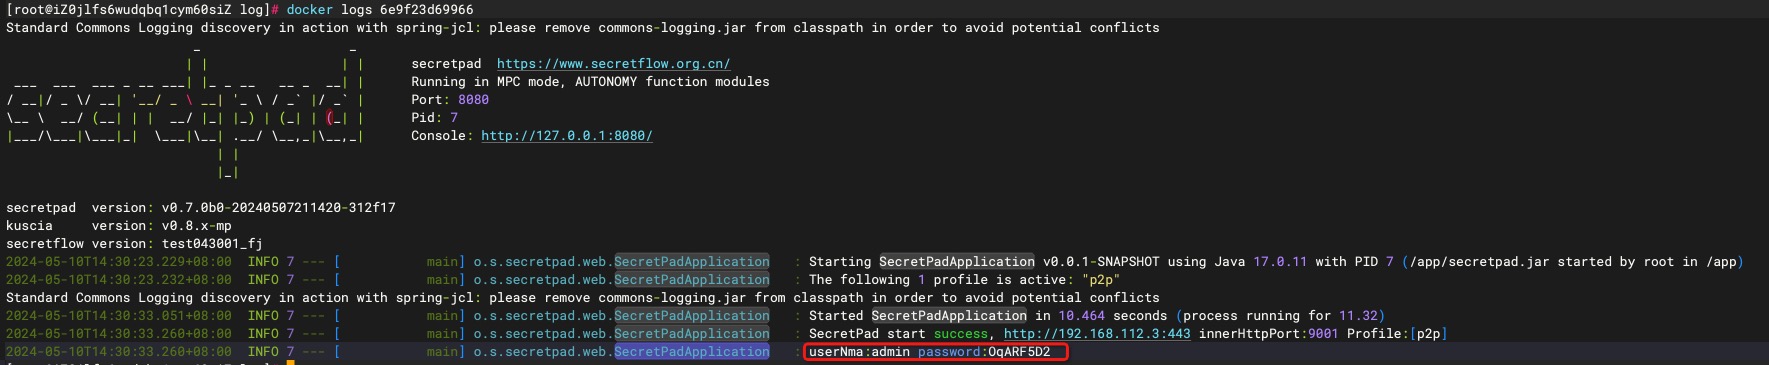 [root@iZ0jlfs6wudqbq1cym60siZ log]# docker logs 6e9f23d69966
Standard Commons Logging discovery in action with spring-jcl: please remove commons-logging.jar from classpath in order to avoid potential conflicts
secretpad  https://www.secretflow.org.cn/
Running in MPC mode, AUTONOMY function modules
Port: 8080
Pid: 7
Console: http://127.0.0.1:8080/
secretpad  version: v0.7.0b0-20240507211420-312f17
kuscia     version: v0.8.x-mp
secretflow version: test043001_fj
2024-05-10T14:30:23.229+08:00  INFO 7 --- [           main] o.s.secretpad.web.SecretPadApplication   : Starting SecretPadApplication v0.0.1-SNAPSHOT using Java 17.0.11 with PID 7 (/app/secretpad.jar started by root in /app)
2024-05-10T14:30:23.232+08:00  INFO 7 --- [           main] o.s.secretpad.web.SecretPadApplication   : The following 1 profile is active: "p2p"
Standard Commons Logging discovery in action with spring-jcl: please remove commons-logging.jar from classpath in order to avoid potential conflicts
2024-05-10T14:30:33.051+08:00  INFO 7 --- [           main] o.s.secretpad.web.SecretPadApplication   : Started SecretPadApplication in 10.464 seconds (process running for 11.32)
2024-05-10T14:30:33.260+08:00  INFO 7 --- [           main] o.s.secretpad.web.SecretPadApplication   : SecretPad start success, http://192.168.112.3:443 innerHttpPort:9001 Profile:[p2p]
2024-05-10T14:30:33.260+08:00  INFO 7 --- [           main] o.s.secretpad.web.SecretPadApplication   : userNma:admin password:OqARF5D2